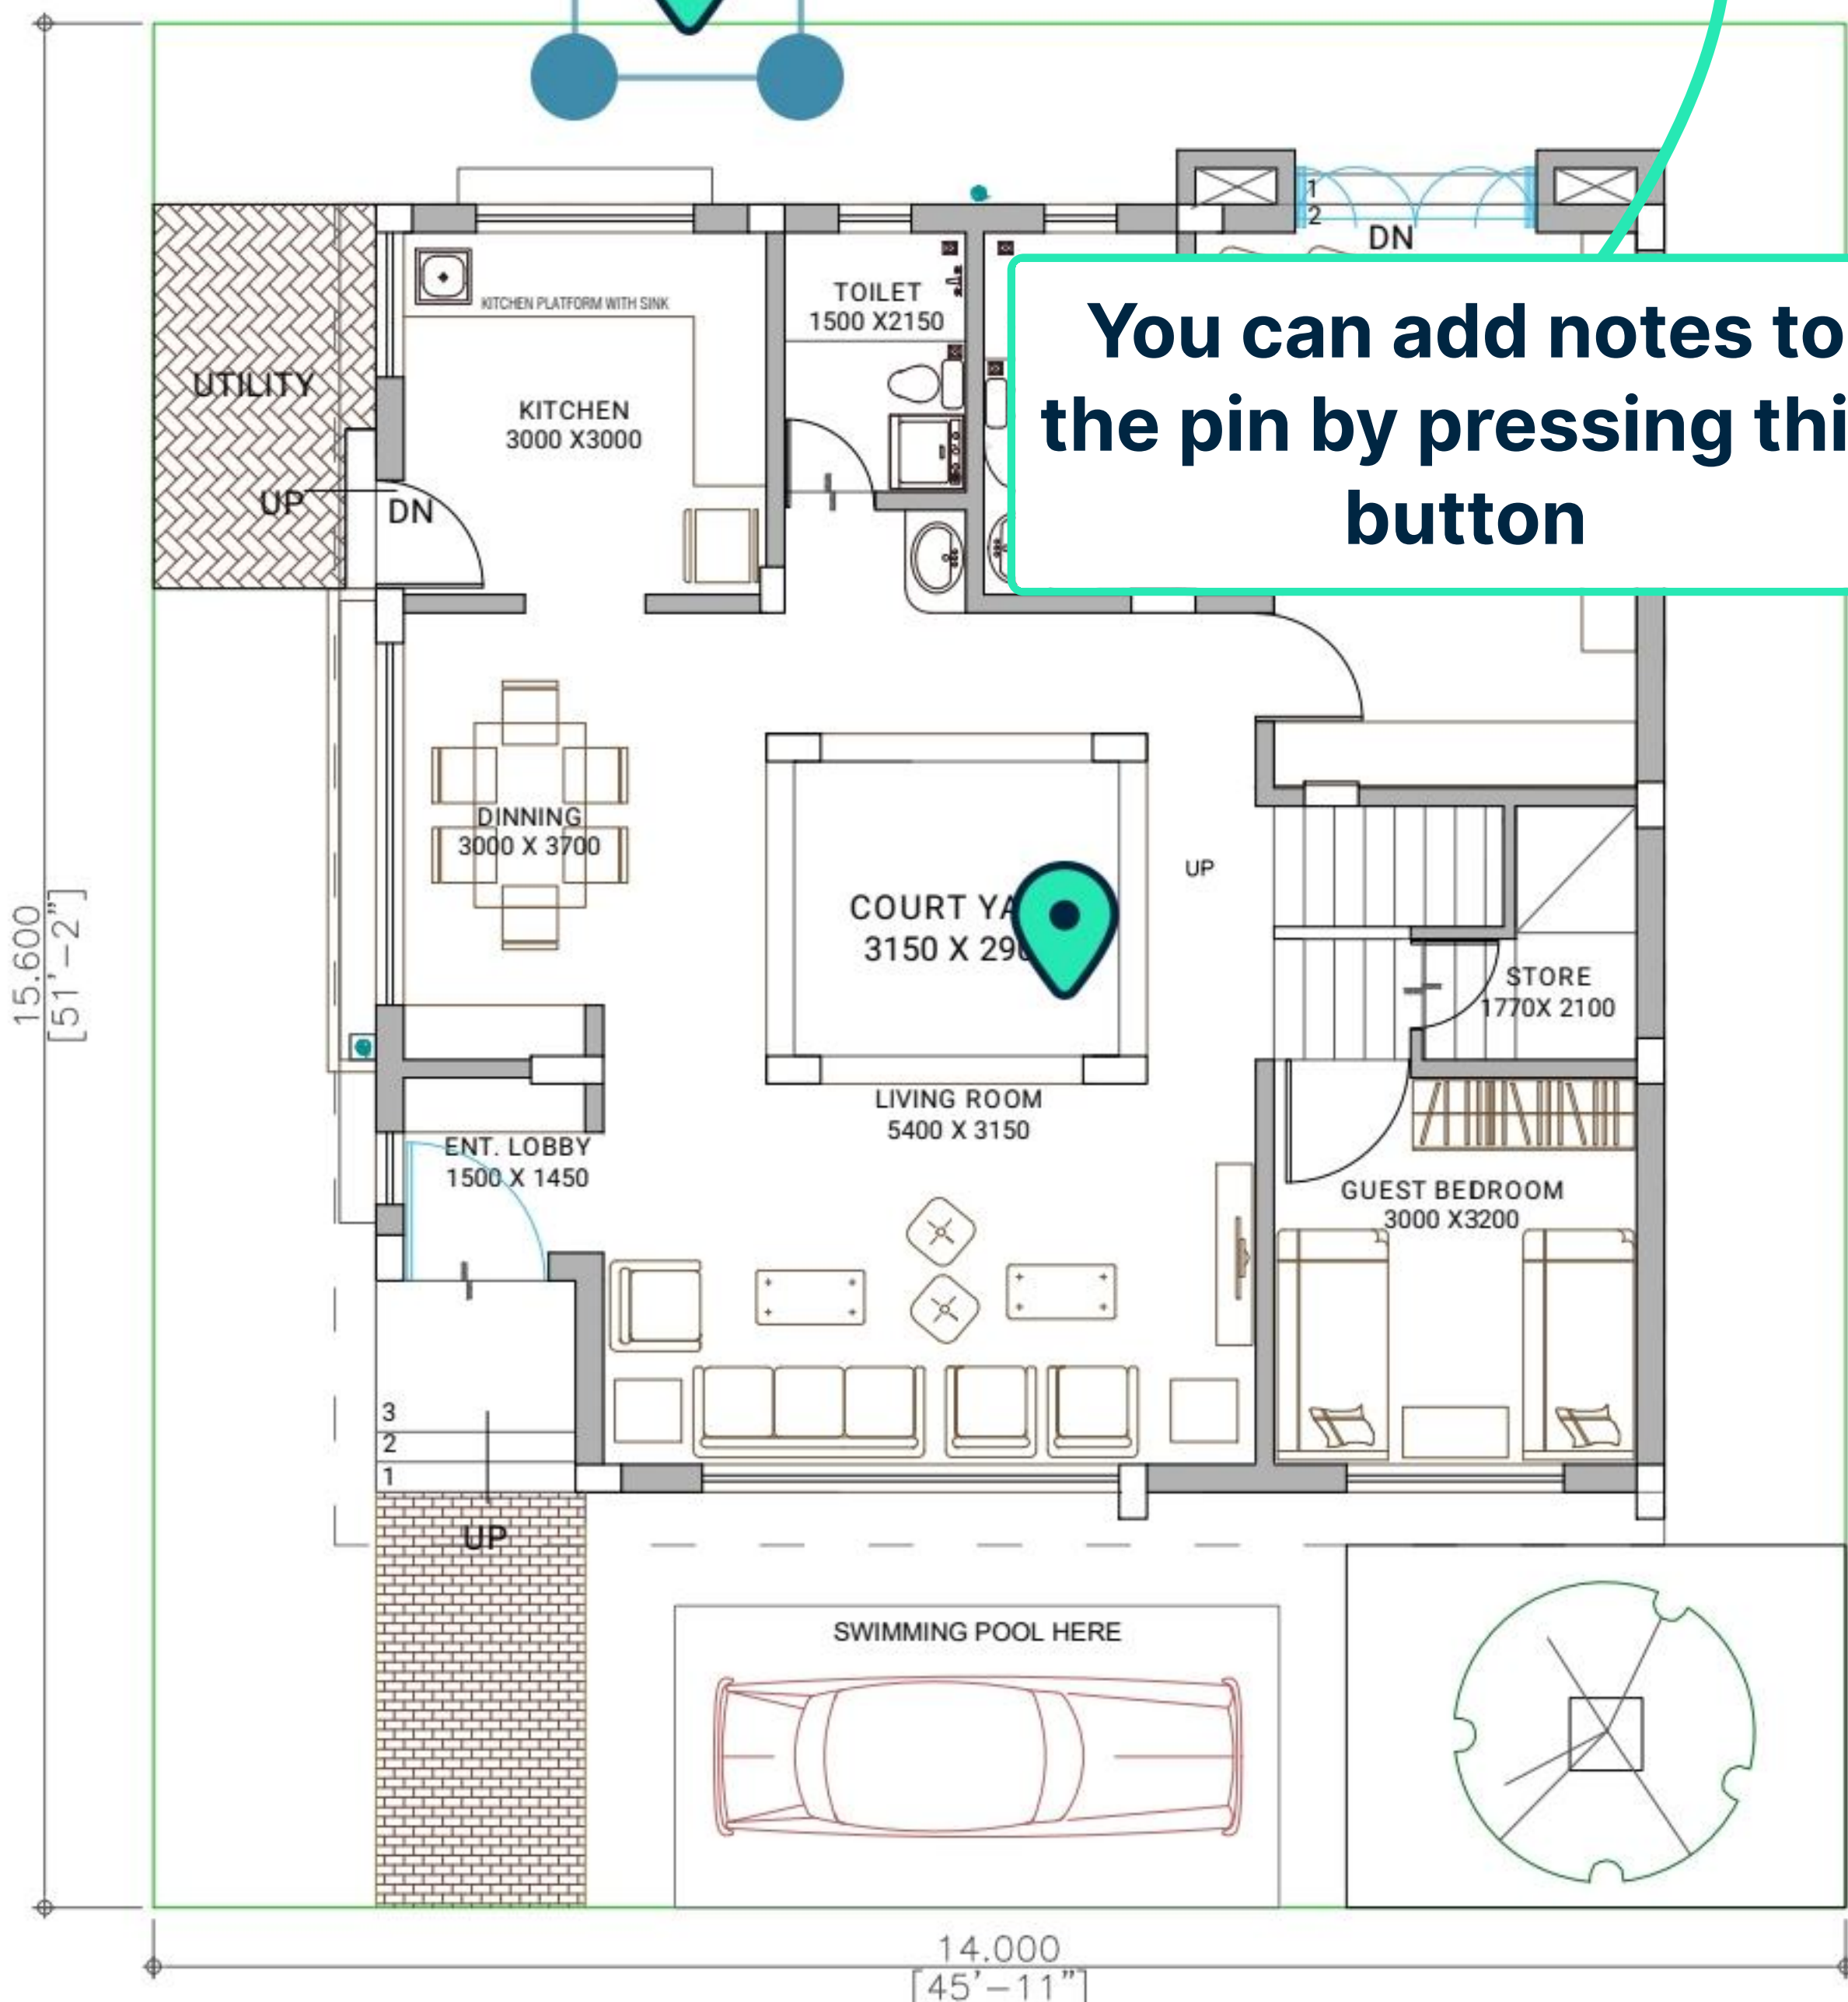 1
2
DN
You can add notes to
the pin by pressing thi
button
TOILET
1500 X2150
KITCHEN PLATFORM WITH SINK
UTILITY
KITCHEN
3000 X3000
UP
DN
DINNING
3000 X 3700
COURT YA
3150 X 29
UP
STORE
1770X 2100
15.600
[51'-2"]
LIVING ROOM
5400 X 3150
ENT. LOBBY
1500 X 1450
GUEST BEDROOM
3000 X3200
3
2
1
UP
SWIMMING POOL HERE
14.000
[45'-11"]